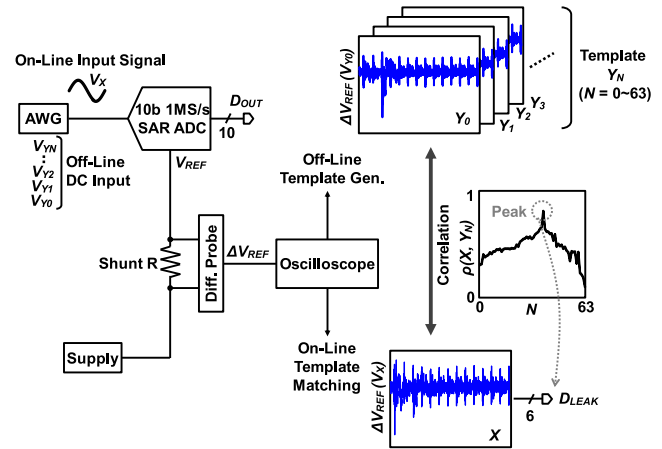 On-Line Input Signal
V_X
AWG
10b 1MS/s
SAR ADC
D_OUT
10
V_YN
⋮
V_Y2
V_Y1
V_Y0
Off-Line
DC Input
V_REF
Shunt R
Diff. Probe
ΔV_REF
Oscilloscope
Supply
Off-Line
Template Gen.
On-Line
Template
Matching
ΔV_REF (V_Y0)
Y_0
Y_1
Y_2
Y_3
Template
Y_N
(N = 0~63)
Correlation
ρ(X, Y_N)
1
Peak
0
0
N
63
ΔV_REF (V_X)
X
6
D_LEAK